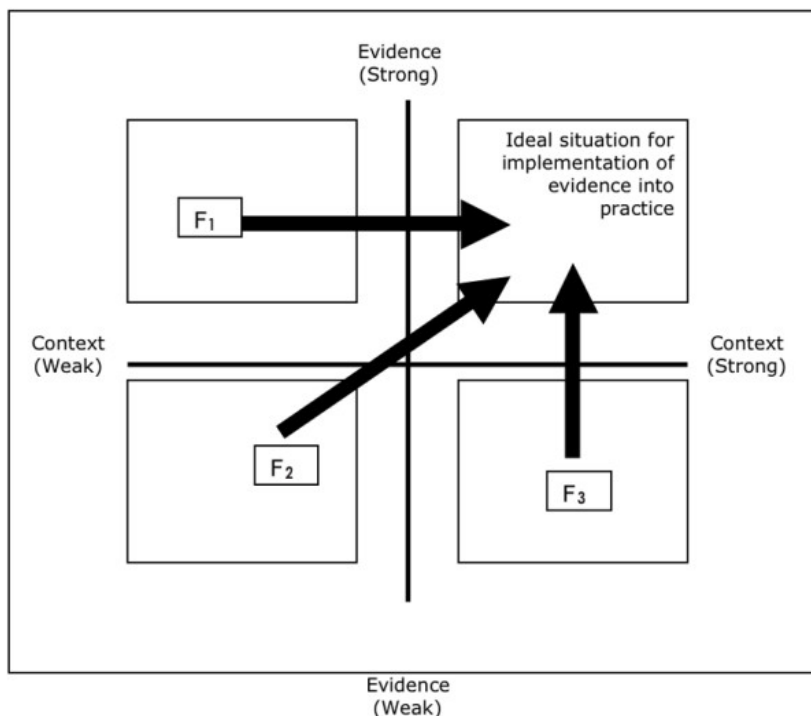 Evidence
(Strong)
Ideal situation for
implementation of
evidence into
practice
F₁
Context
(Weak)
Context
(Strong)
F₂
F₃
Evidence
(Weak)